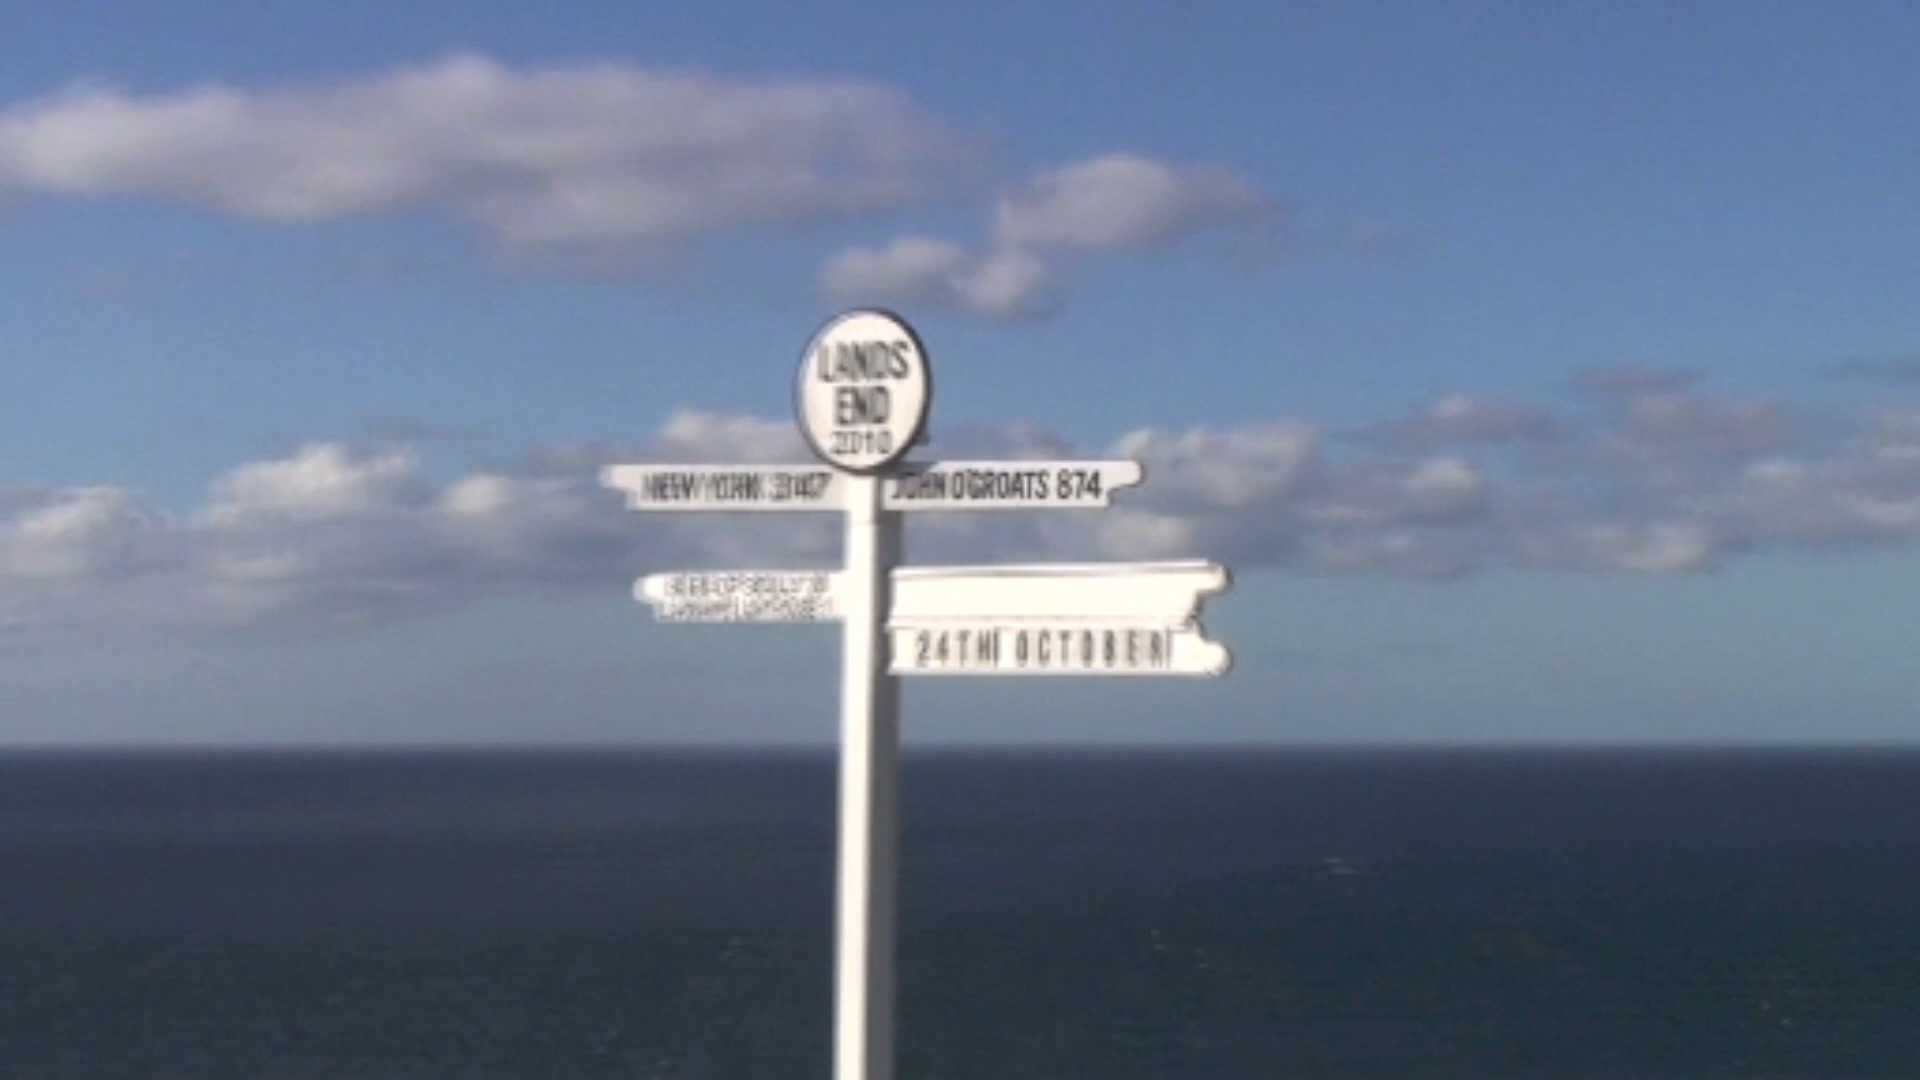 LANDS
END
2010
NEW YORK 3147
JOHN O'GROATS 874
24TH OCTOBER